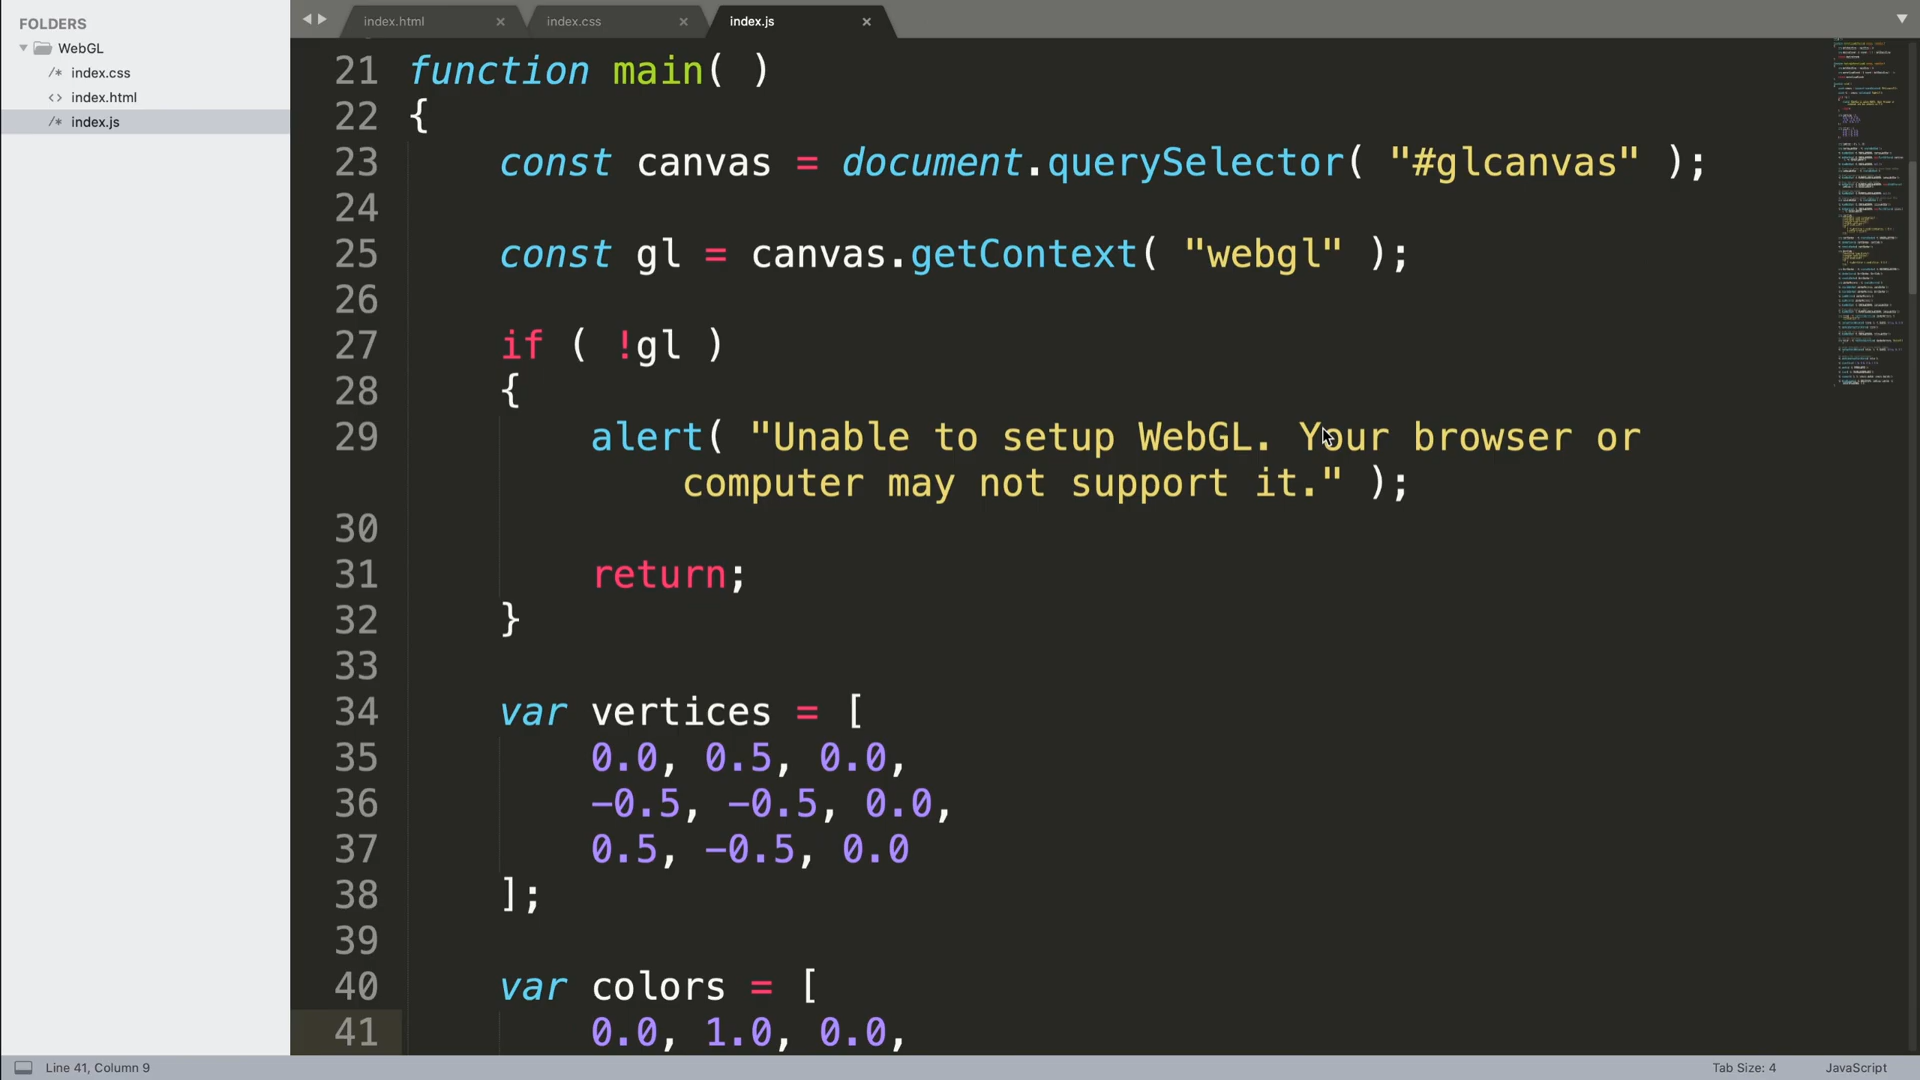 FOLDERS
WebGL
/* index.css
<> index.html
/* index.js
index.html ×
index.css ×
index.js ×
21 function main( )
22 {
23 const canvas = document.querySelector( "#glcanvas" );
24
25 const gl = canvas.getContext( "webgl" );
26
27 if ( !gl )
28 {
29 alert( "Unable to setup WebGL. Your browser or
computer may not support it." );
30
31 return;
32 }
33
34 var vertices = [
35 0.0, 0.5, 0.0,
36 -0.5, -0.5, 0.0,
37 0.5, -0.5, 0.0
38 ];
39
40 var colors = [
41 0.0, 1.0, 0.0,
Line 41, Column 9
Tab Size: 4
JavaScript